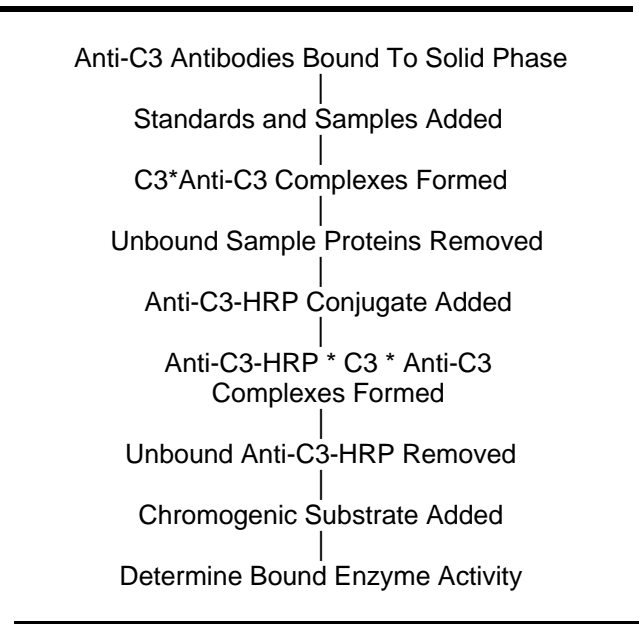 Anti-C3 Antibodies Bound To Solid Phase
Standards and Samples Added
C3*Anti-C3 Complexes Formed
Unbound Sample Proteins Removed
Anti-C3-HRP Conjugate Added
Anti-C3-HRP * C3 * Anti-C3
Complexes Formed
Unbound Anti-C3-HRP Removed
Chromogenic Substrate Added
Determine Bound Enzyme Activity